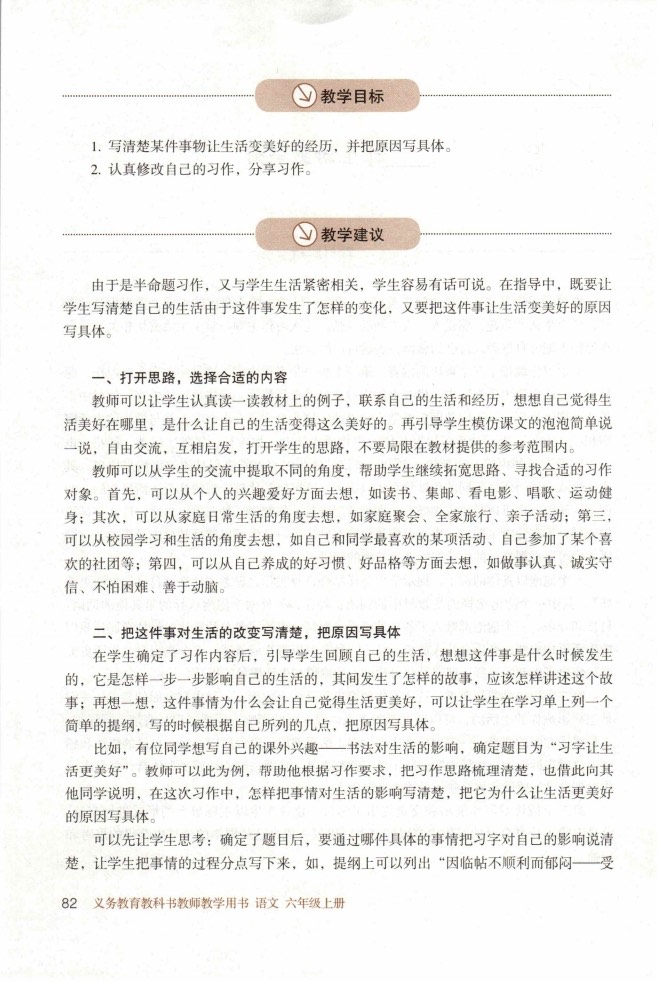 教学目标
1. 写清楚某件事物让生活变美好的经历，并把原因写具体。
2. 认真修改自己的习作，分享习作。
教学建议
由于是半命题习作，又与学生生活紧密相关，学生容易有话可说。在指导中，既要让
学生写清楚自己的生活由于这件事发生了怎样的变化，又要把这件事让生活变美好的原因
写具体。
一、打开思路，选择合适的内容
教师可以让学生认真读一读教材上的例子，联系自己的生活和经历，想想自己觉得生
活美好在哪里，是什么让自己的生活变得这么美好的。再引导学生模仿课文的泡泡简单说
一说，自由交流，互相启发，打开学生的思路，不要局限在教材提供的参考范围内。
教师可以从学生的交流中提取不同的角度，帮助学生继续拓宽思路、寻找合适的习作
对象。首先，可以从个人的兴趣爱好方面去想，如读书、集邮、看电影、唱歌、运动健
身；其次，可以从家庭日常生活的角度去想，如家庭聚会、全家旅行、亲子活动；第三，
可以从校园学习和生活的角度去想，如自己和同学最喜欢的某项活动、自己参加了某个喜
欢的社团等；第四，可以从自己养成的好习惯、好品格等方面去想，如做事认真、诚实守
信、不怕困难、善于动脑。
二、把这件事对生活的改变写清楚，把原因写具体
在学生确定了习作内容后，引导学生回顾自己的生活，想想这件事是什么时候发生
的，它是怎样一步一步影响自己的生活的，其间发生了怎样的故事，应该怎样讲述这个故
事；再想一想，这件事情为什么会让自己觉得生活更美好，可以让学生在学习单上列一个
简单的提纲，写的时候根据自己所列的几点，把原因写具体。
比如，有位同学想写自己的课外兴趣——书法对生活的影响，确定题目为“习字让生
活更美好”。教师可以此为例，帮助他根据习作要求，把习作思路梳理清楚，也借此向其
他同学说明，在这次习作中，怎样把事情对生活的影响写清楚，把它为什么让生活更美好
的原因写具体。
可以先让学生思考：确定了题目后，要通过哪件具体的事情把习字对自己的影响说清
楚，让学生把事情的过程分点写下来，如，提纲上可以列出“因临帖不顺利而郁闷——受
82 义务教育教科书教师教学用书 语文 六年级上册